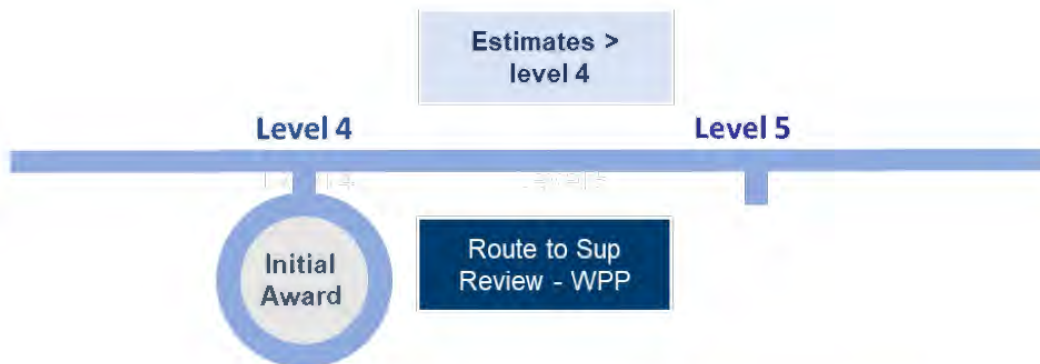 Estimates >
level 4
Level 4
Level 5
Initial
Award
Route to Sup
Review - WPP